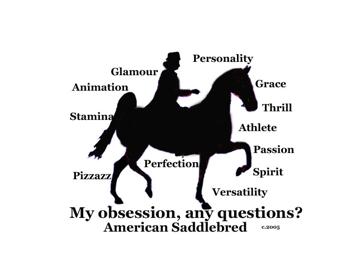 Personality
Glamour
Grace
Animation
Thrill
Stamina
Athlete
Passion
Perfection
Spirit
Pizzazz
Versatility
My obsession, any questions?
American Saddlebred c.2005